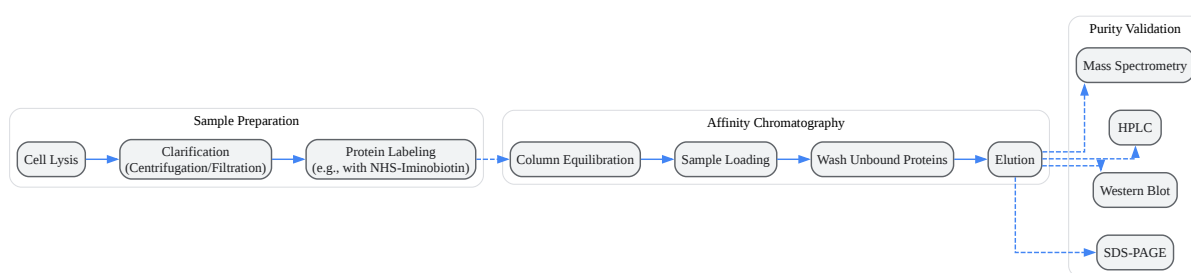 Sample Preparation
Cell Lysis
Clarification
(Centrifugation/Filtration)
Protein Labeling
(e.g., with NHS-Iminobiotin)
Affinity Chromatography
Column Equilibration
Sample Loading
Wash Unbound Proteins
Elution
Purity Validation
Mass Spectrometry
HPLC
Western Blot
SDS-PAGE